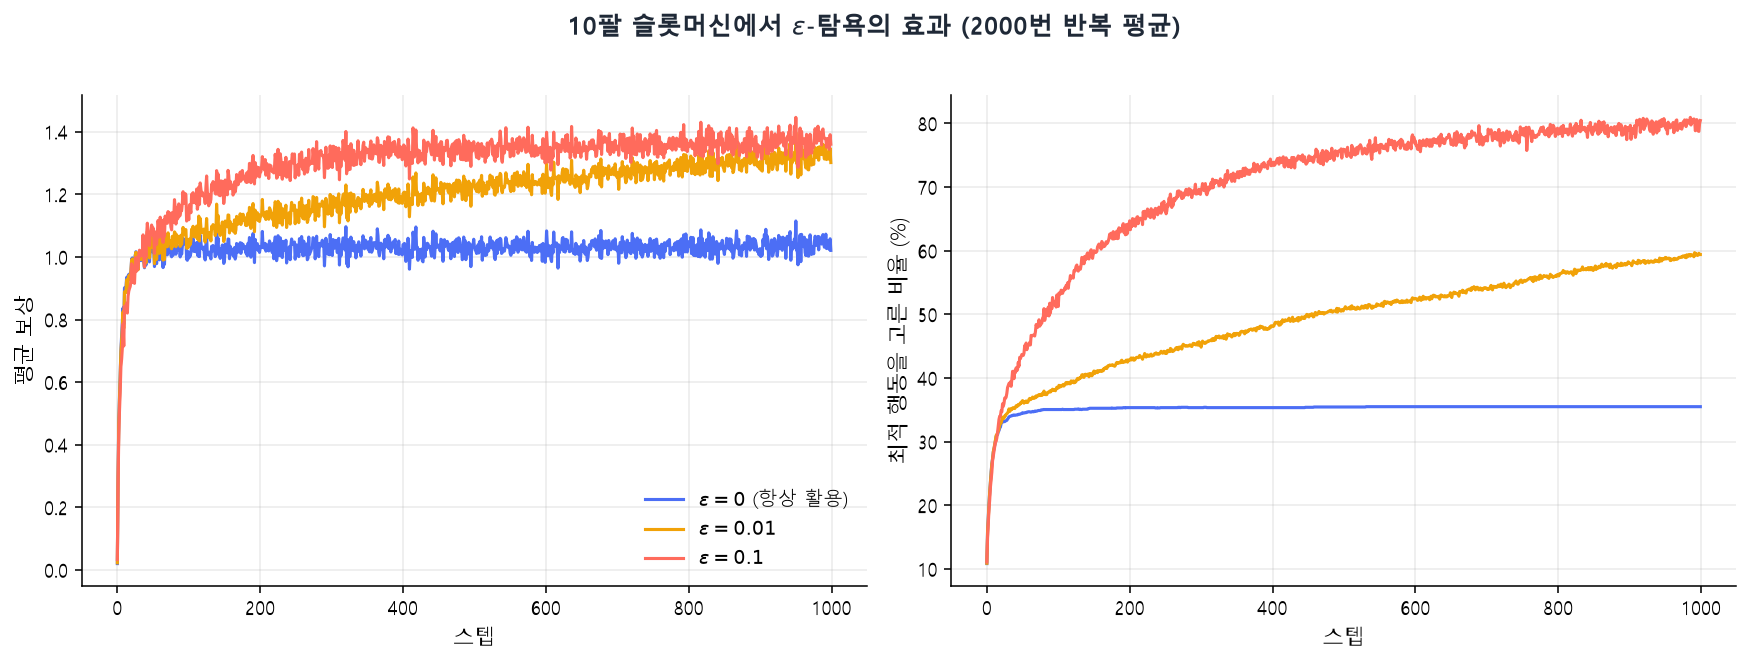 10팔 슬롯머신에서 ε-탐욕의 효과 (2000번 반복 평균)
평균 보상
1.4
1.2
1.0
0.8
0.6
0.4
0.2
0.0
0 200 400 600 800 1000
스텝
ε = 0 (항상 활용)
ε = 0.01
ε = 0.1
최적 행동을 고른 비율 (%)
80
70
60
50
40
30
20
10
0 200 400 600 800 1000
스텝